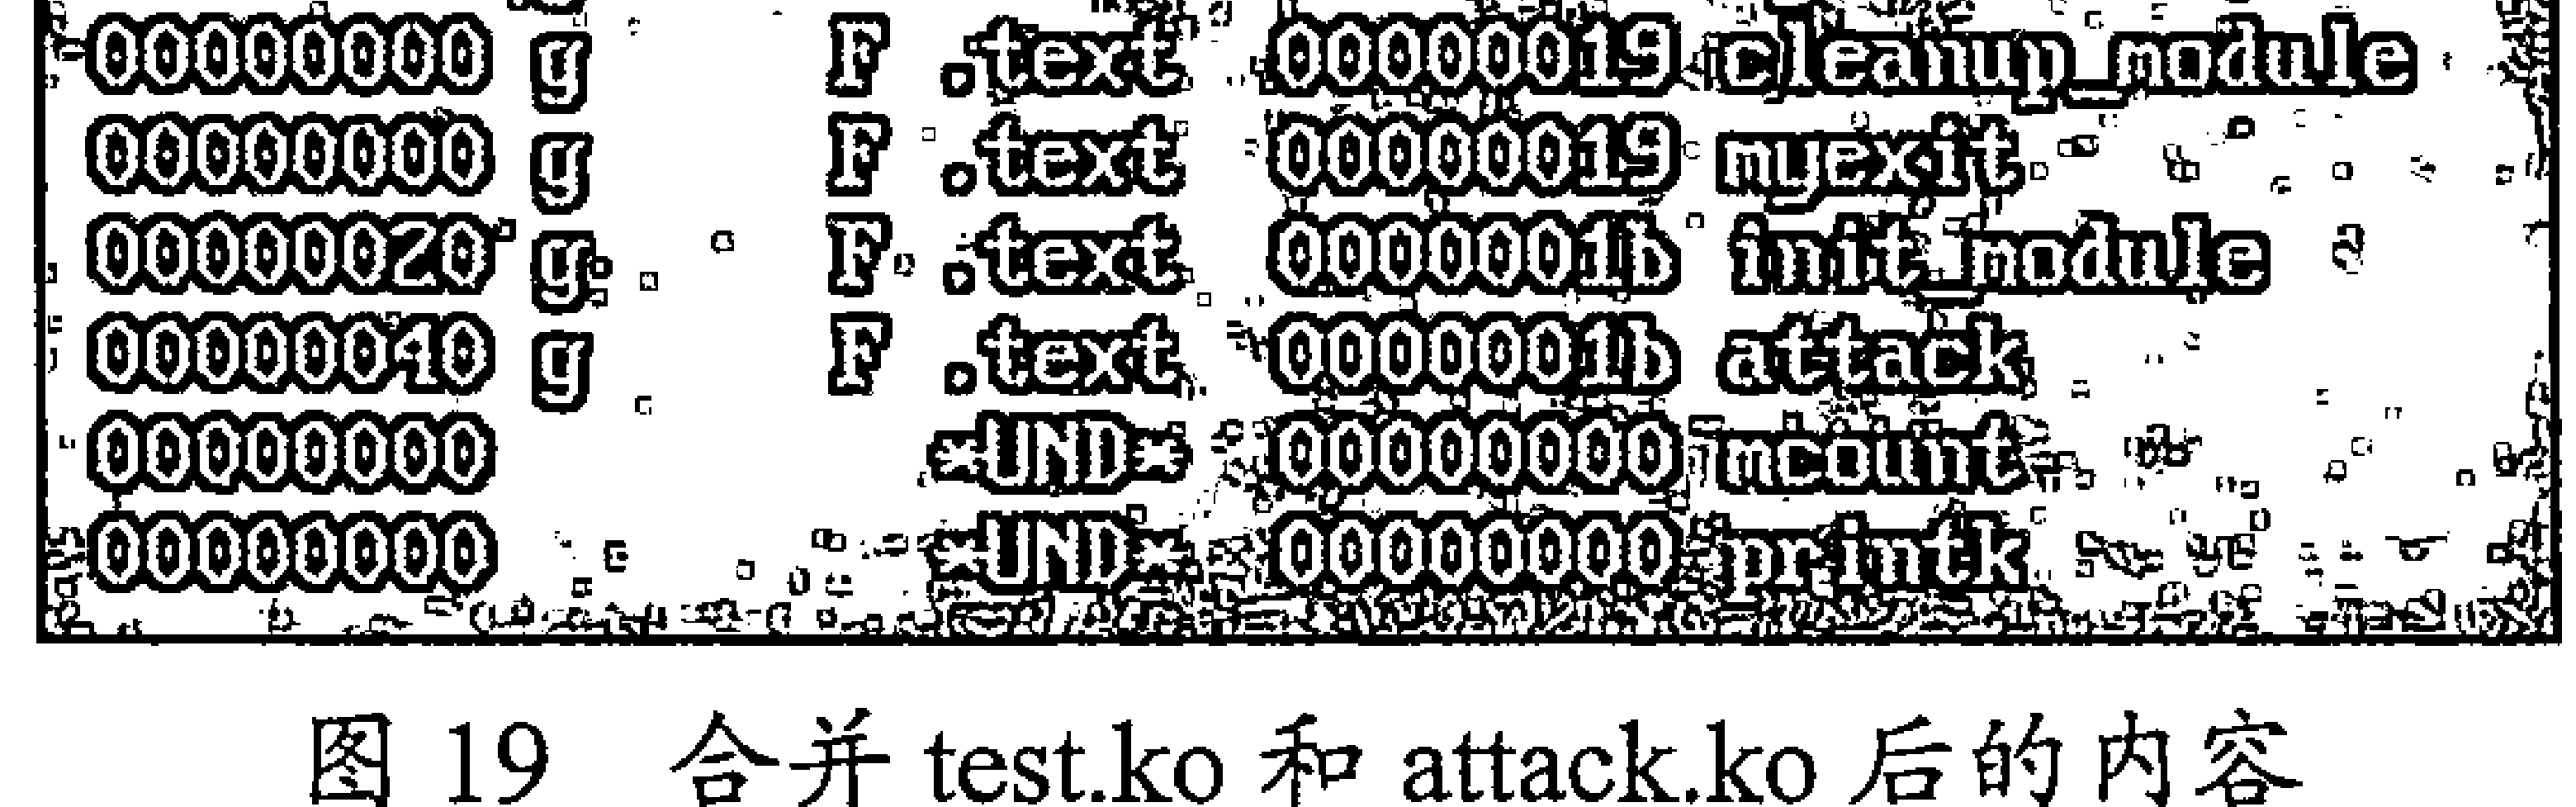 00000000 g F .text 00000019 cleanup_module
00000000 g F .text 00000019 myexit
00000020 g F .text 0000001b init_module
00000040 g F .text 0000001b attack
00000000 *UND* 00000000 mcount
00000000 *UND* 00000000 printk
图 19 合并 test.ko 和 attack.ko 后的内容